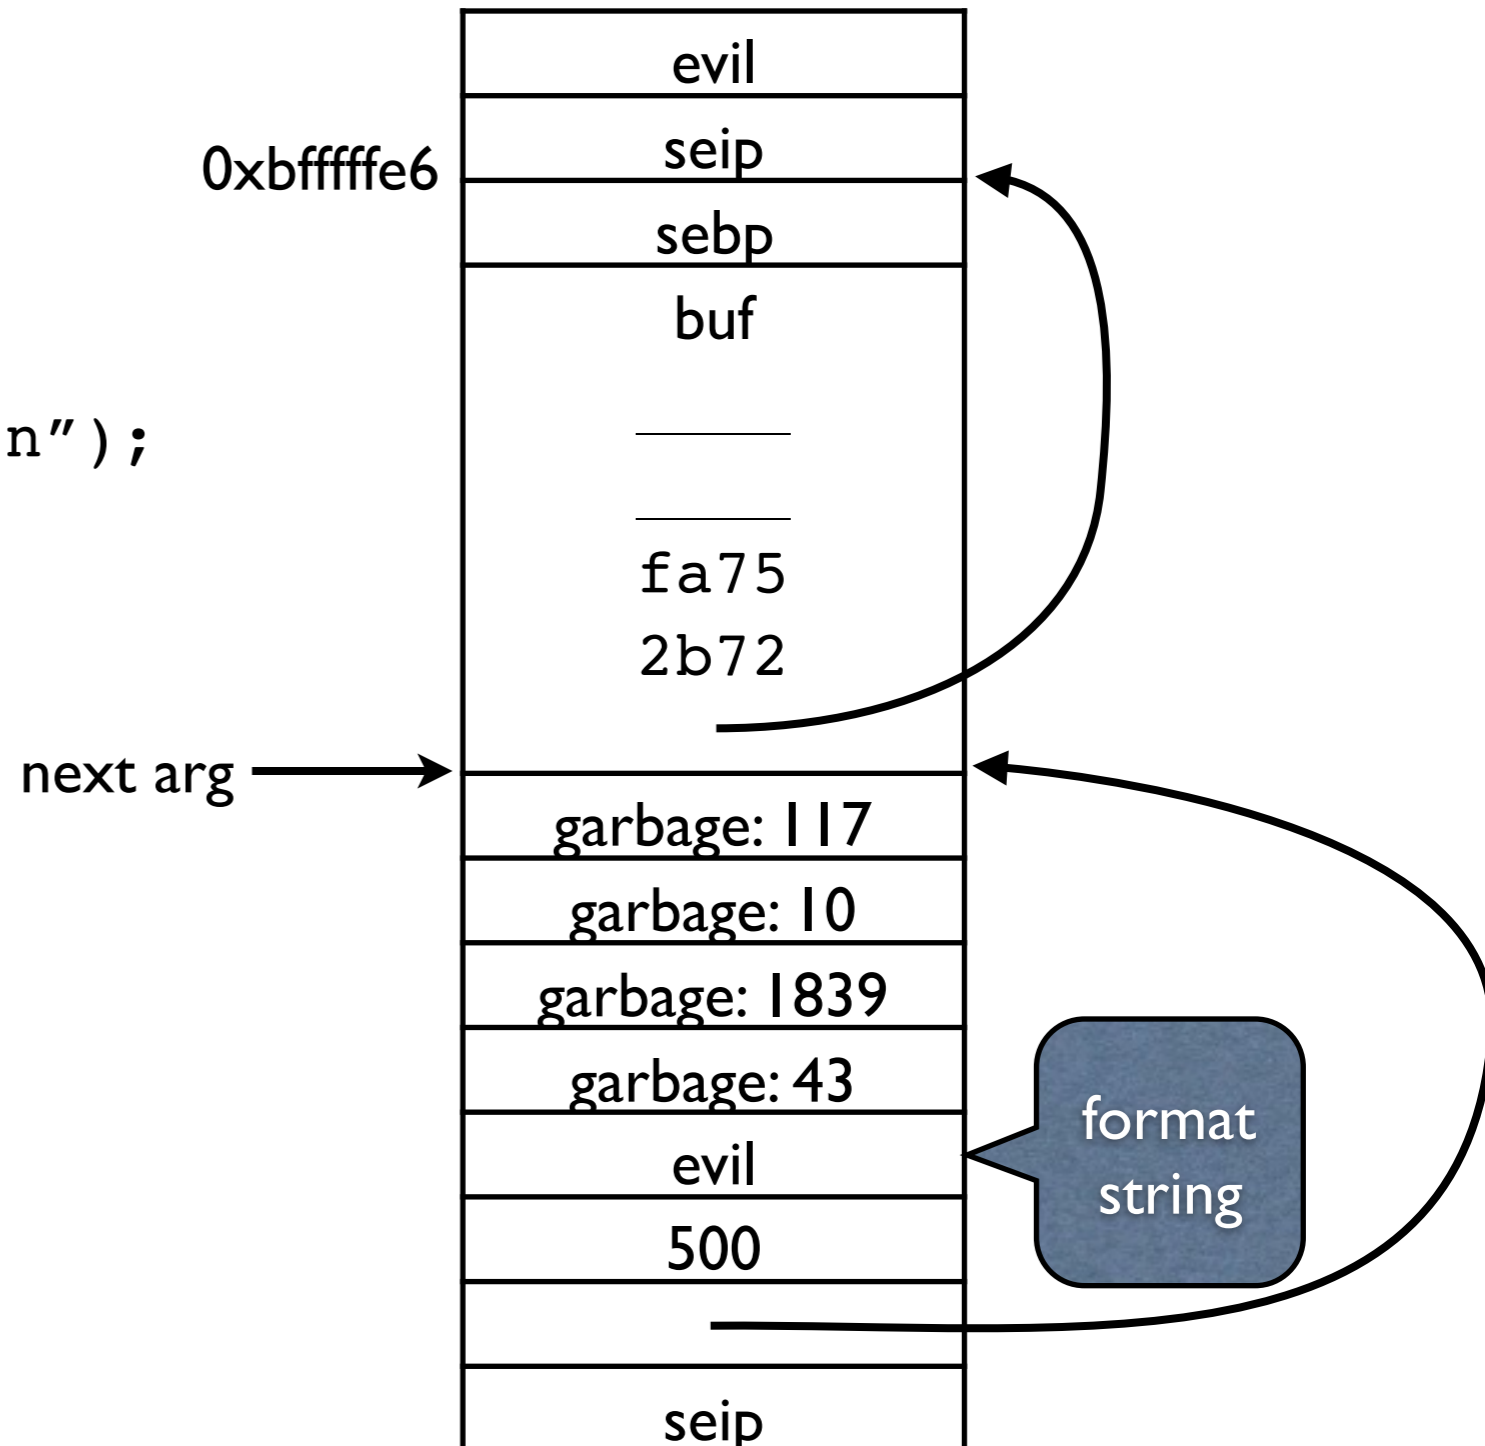 evil
seip
0xbfffffe6
sebp
buf
n”);
fa75
2b72
next arg
garbage: 117
garbage: 10
garbage: 1839
garbage: 43
evil
format
string
500
seip